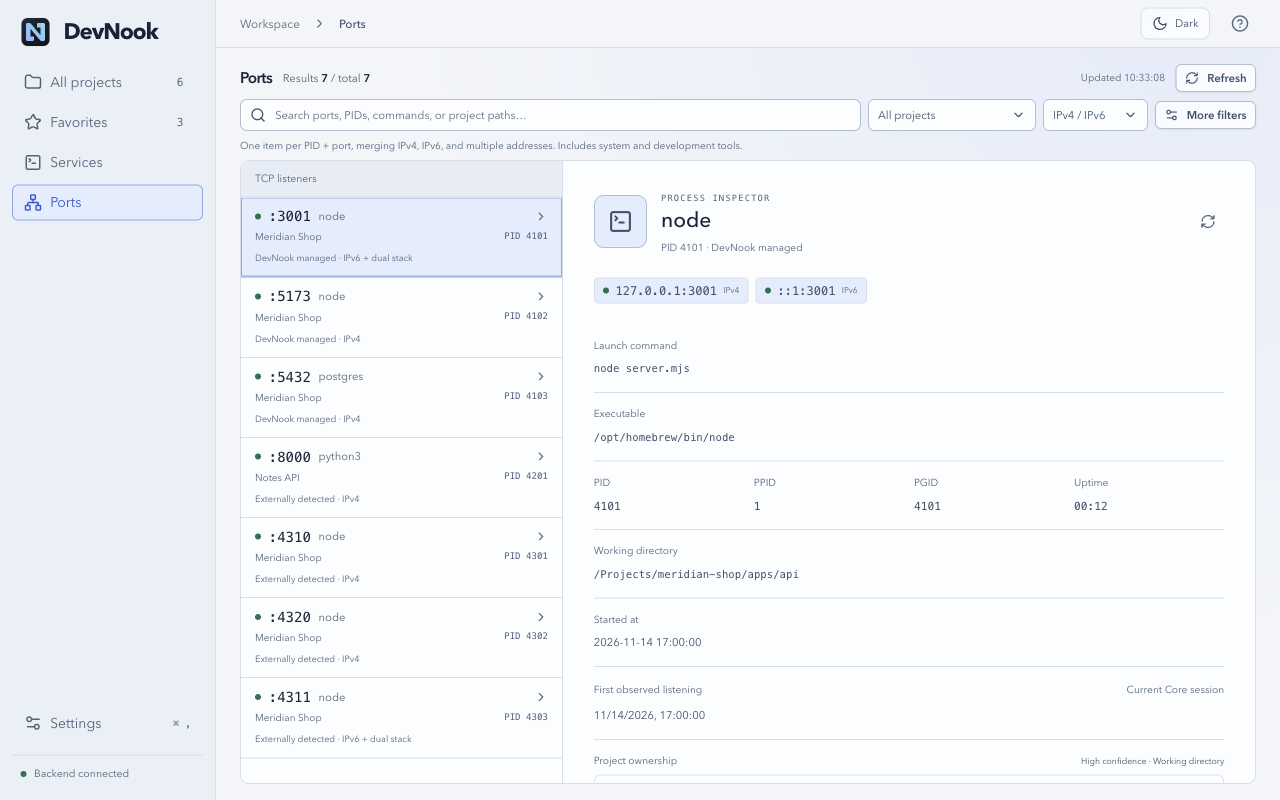 DevNook
All projects 6
Favorites 3
Services
Ports
Settings ⌘ ,
Backend connected
Workspace > Ports
Dark
Ports Results 7 / total 7
Updated 10:33:08
Refresh
Search ports, PIDs, commands, or project paths…
All projects
IPv4 / IPv6
More filters
One item per PID + port, merging IPv4, IPv6, and multiple addresses. Includes system and development tools.
TCP listeners
:3001 node
Meridian Shop PID 4101
DevNook managed · IPv6 + dual stack
:5173 node
Meridian Shop PID 4102
DevNook managed · IPv4
:5432 postgres
Meridian Shop PID 4103
DevNook managed · IPv4
:8000 python3
Notes API PID 4201
Externally detected · IPv4
:4310 node
Meridian Shop PID 4301
Externally detected · IPv4
:4320 node
Meridian Shop PID 4302
Externally detected · IPv4
:4311 node
Meridian Shop PID 4303
Externally detected · IPv6 + dual stack
PROCESS INSPECTOR
node
PID 4101 · DevNook managed
127.0.0.1:3001 IPv4
::1:3001 IPv6
Launch command
node server.mjs
Executable
/opt/homebrew/bin/node
PID PPID PGID Uptime
4101 1 4101 00:12
Working directory
/Projects/meridian-shop/apps/api
Started at
2026-11-14 17:00:00
First observed listening Current Core session
11/14/2026, 17:00:00
Project ownership High confidence · Working directory